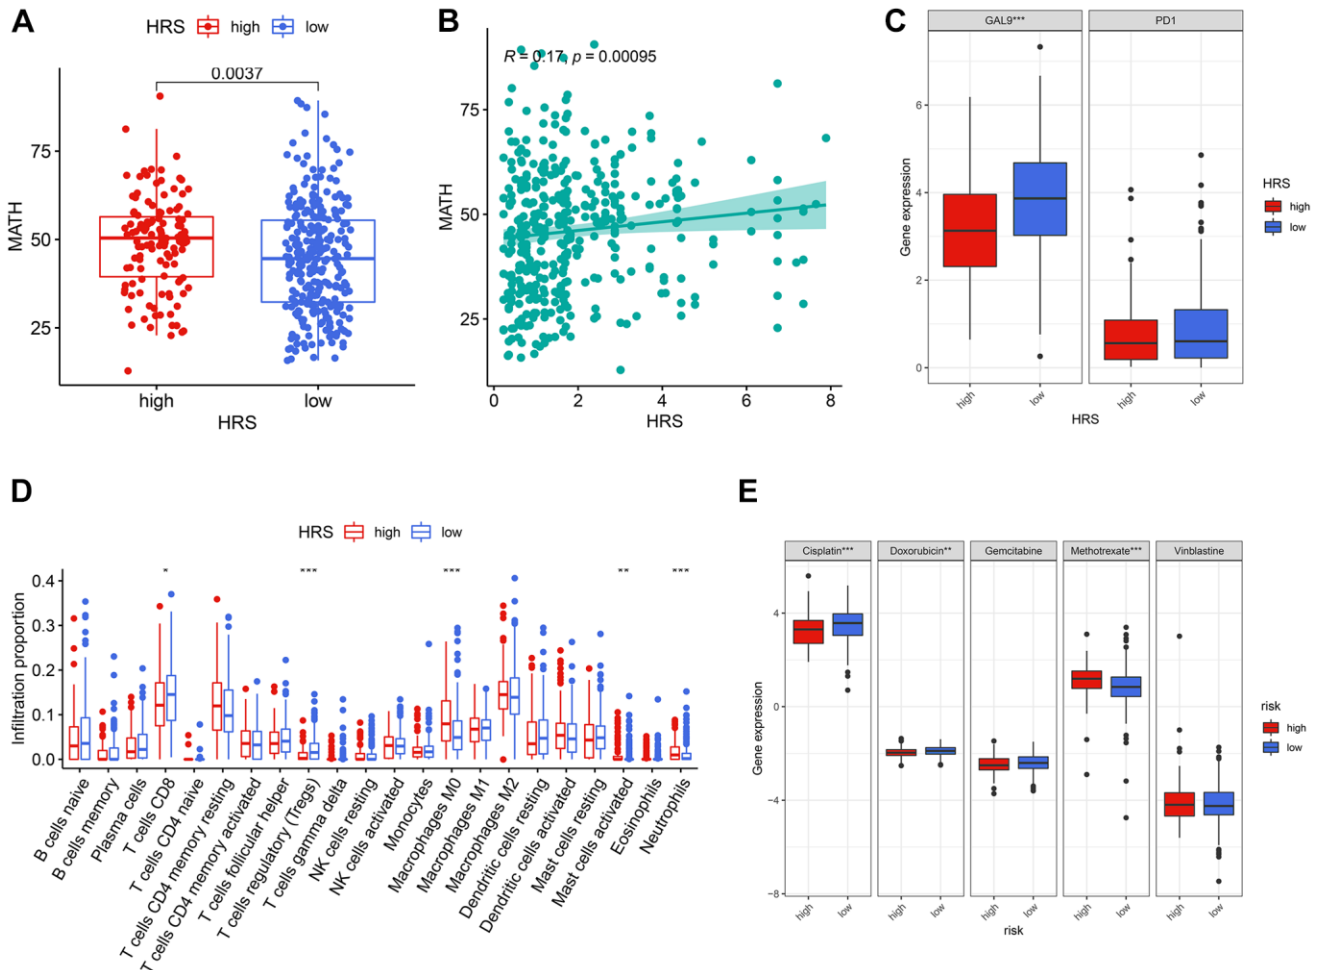 A
HRS high low
0.0037
75
50
25
MATH
high low
HRS
B
R = 0.17, p = 0.00095
75
50
25
MATH
0 2 4 6 8
HRS
C
GAL9*** PD1
6
4
2
0
Gene expression
high low high low
HRS
HRS
high
low
D
HRS high low
* *** *** ** ***
0.4
0.3
0.2
0.1
0.0
Infiltration proportion
B cells naive
B cells memory
Plasma cells
T cells CD8
T cells CD4 naive
T cells CD4 memory resting
T cells CD4 memory activated
T cells follicular helper
T cells regulatory (Tregs)
T cells gamma delta
NK cells resting
NK cells activated
Monocytes
Macrophages M0
Macrophages M1
Macrophages M2
Dendritic cells resting
Dendritic cells activated
Mast cells resting
Mast cells activated
Eosinophils
Neutrophils
E
Cisplatin*** Doxorubicin** Gemcitabine Methotrexate*** Vinblastine
4
0
−4
−8
Gene expression
high low high low high low high low high low
risk
risk
high
low